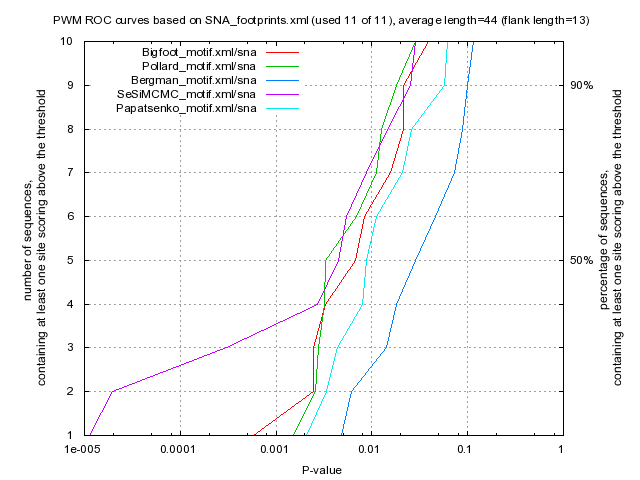 PWM ROC curves based on SNA_footprints.xml (used 11 of 11), average length=44 (flank length=13)
Bigfoot_motif.xml/sna
Pollard_motif.xml/sna
Bergman_motif.xml/sna
SeSiMCMC_motif.xml/sna
Papatsenko_motif.xml/sna
number of sequences,
containing at least one site scoring above the threshold
10
9
8
7
6
5
4
3
2
1
90%
50%
percentage of sequences,
containing at least one site scoring above the threshold
1e-005
0.0001
0.001
0.01
0.1
1
P-value